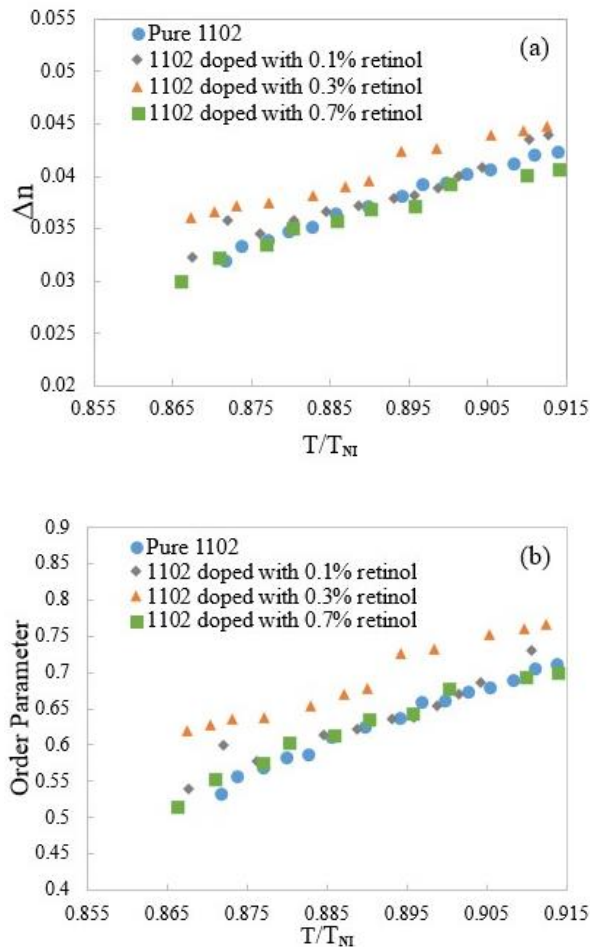 0.055
Pure 1102
(a)
1102 doped with 0.1% retinol
0.05
1102 doped with 0.3% retinol
0.045
1102 doped with 0.7% retinol
0.04
Δn
0.035
0.03
0.025
0.02
0.855 0.865 0.875 0.885 0.895 0.905 0.915
T/TNI
0.9
Pure 1102
(b)
0.85
1102 doped with 0.1% retinol
0.8
1102 doped with 0.3% retinol
1102 doped with 0.7% retinol
0.75
0.7
Order Parameter
0.65
0.6
0.55
0.5
0.45
0.4
0.855 0.865 0.875 0.885 0.895 0.905 0.915
T/TNI